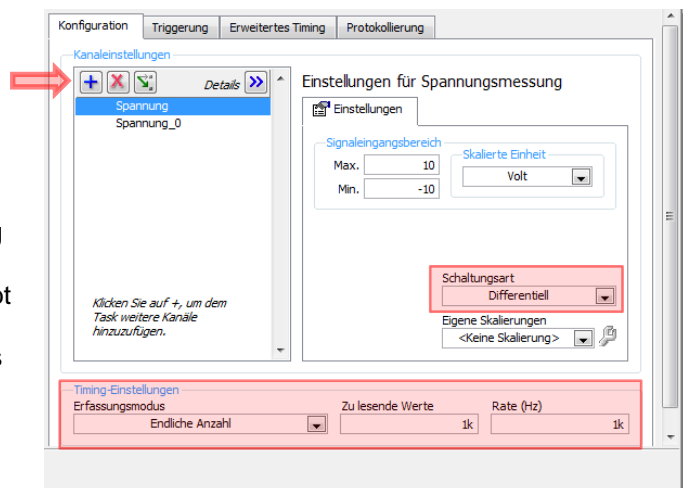 Konfiguration Triggerung Erweitertes Timing Protokollierung
Kanaleinstellungen
Details
Spannung
Spannung_0
Klicken Sie auf +, um dem
Task weitere Kanäle
hinzuzufügen.
Einstellungen für Spannungsmessung
Einstellungen
Signaleingangsbereich
Max. 10
Min. -10
Skalierte Einheit
Volt
Schaltungsart
Differentiell
Eigene Skalierungen
<Keine Skalierung>
Timing-Einstellungen
Erfassungsmodus Zu lesende Werte Rate (Hz)
Endliche Anzahl 1k 1k